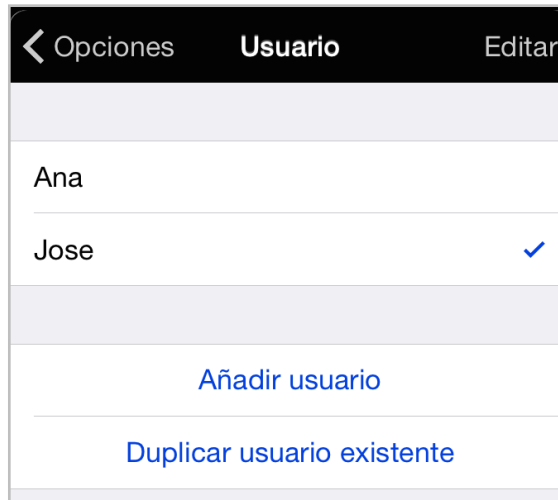 Opciones Usuario Editar
Ana
Jose
Añadir usuario
Duplicar usuario existente